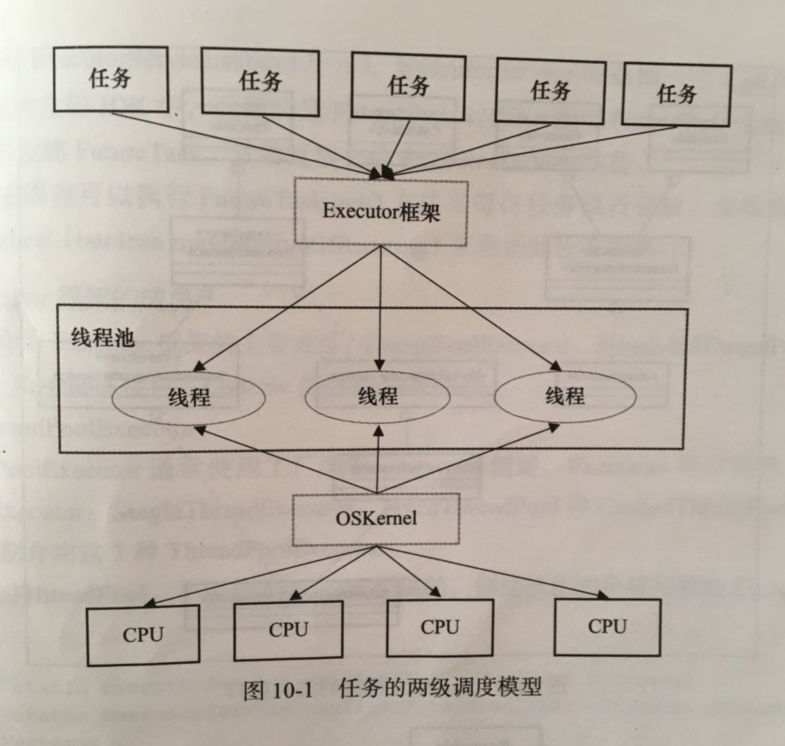 任务 任务 任务 任务 任务
Executor框架
线程池
线程 线程 线程
OSKernel
CPU CPU CPU CPU
图 10-1 任务的两级调度模型